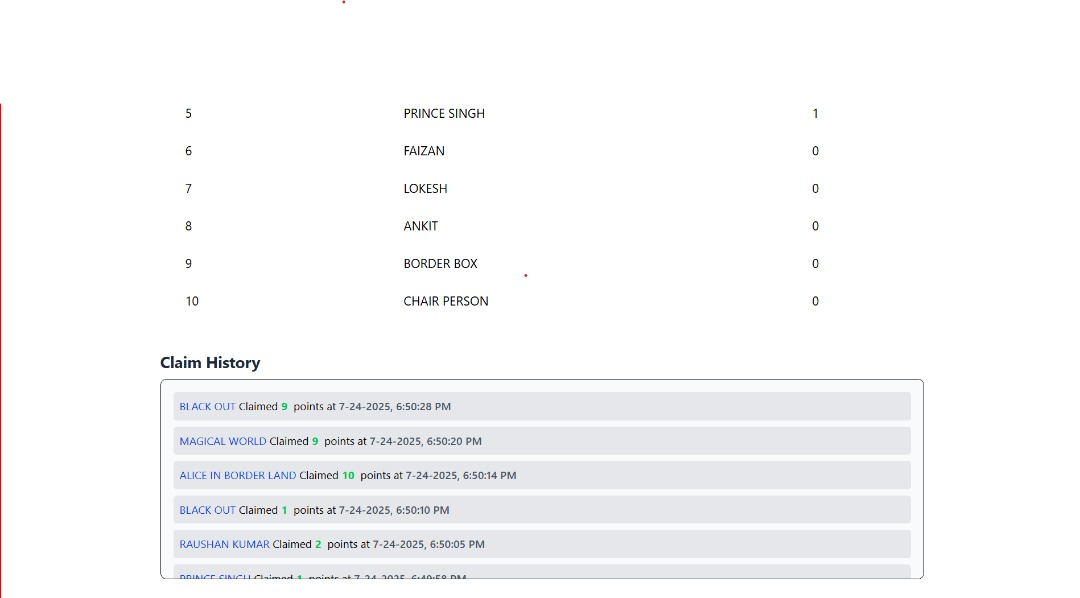 5 PRINCE SINGH 1
6 FAIZAN 0
7 LOKESH 0
8 ANKIT 0
9 BORDER BOX 0
10 CHAIR PERSON 0
Claim History
BLACK OUT Claimed 9 points at 7-24-2025, 6:50:28 PM
MAGICAL WORLD Claimed 9 points at 7-24-2025, 6:50:20 PM
ALICE IN BORDER LAND Claimed 10 points at 7-24-2025, 6:50:14 PM
BLACK OUT Claimed 1 points at 7-24-2025, 6:50:10 PM
RAUSHAN KUMAR Claimed 2 points at 7-24-2025, 6:50:05 PM
PRINCE SINGH Claimed 1 points at 7-24-2025, 6:49:58 PM